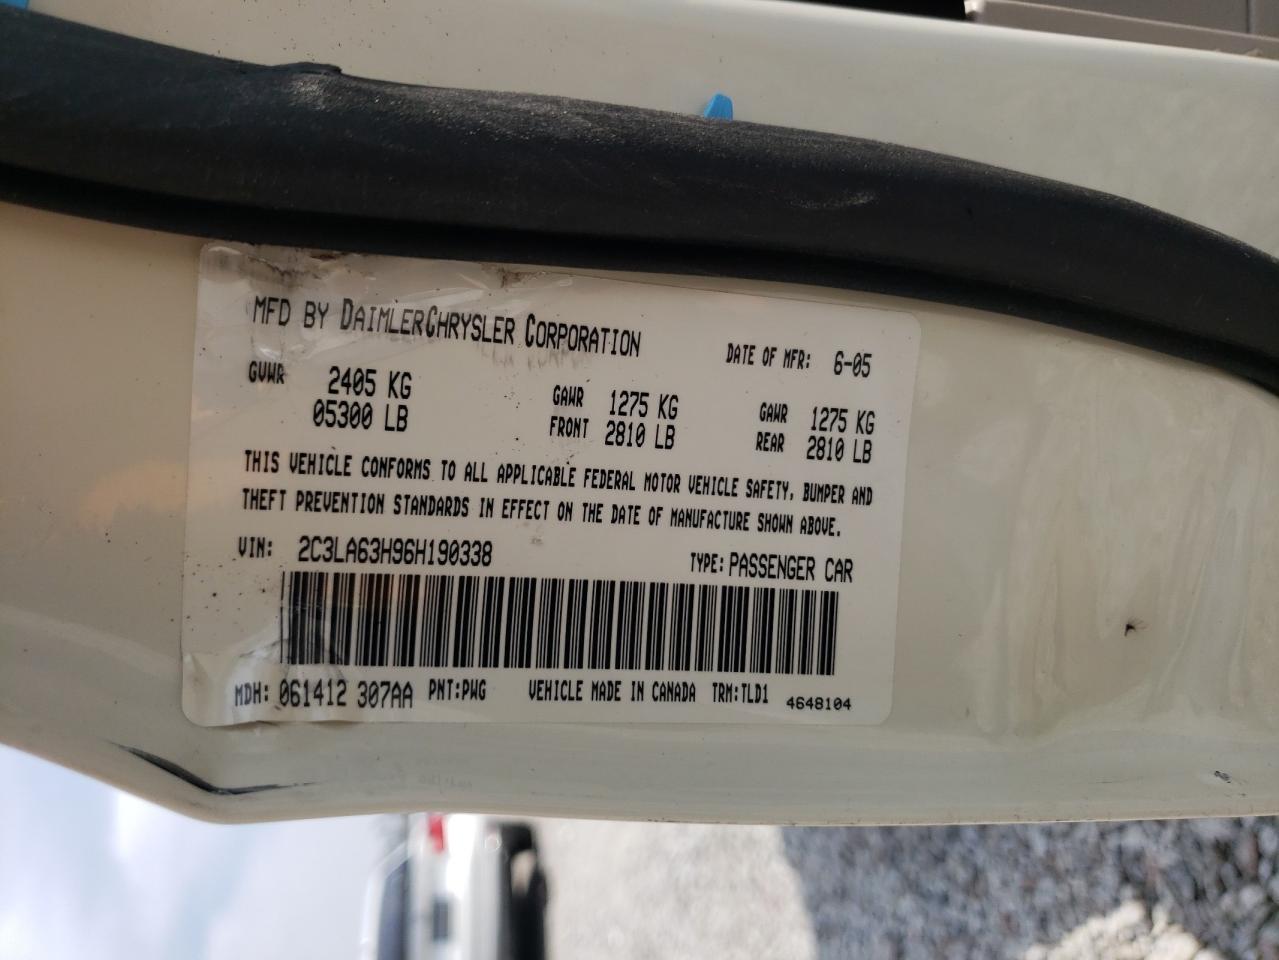 MFD BY DAIMLERCHRYSLER CORPORATION DATE OF MFR: 6-05
GVWR 2405 KG GAWR 1275 KG GAWR 1275 KG
05300 LB FRONT 2810 LB REAR 2810 LB
THIS VEHICLE CONFORMS TO ALL APPLICABLE FEDERAL MOTOR VEHICLE SAFETY, BUMPER AND
THEFT PREVENTION STANDARDS IN EFFECT ON THE DATE OF MANUFACTURE SHOWN ABOVE.
VIN: 2C3LA63H96H190338 TYPE: PASSENGER CAR
MDH: 061412 307AA PNT:PWG VEHICLE MADE IN CANADA TRM:TLD1 4648104